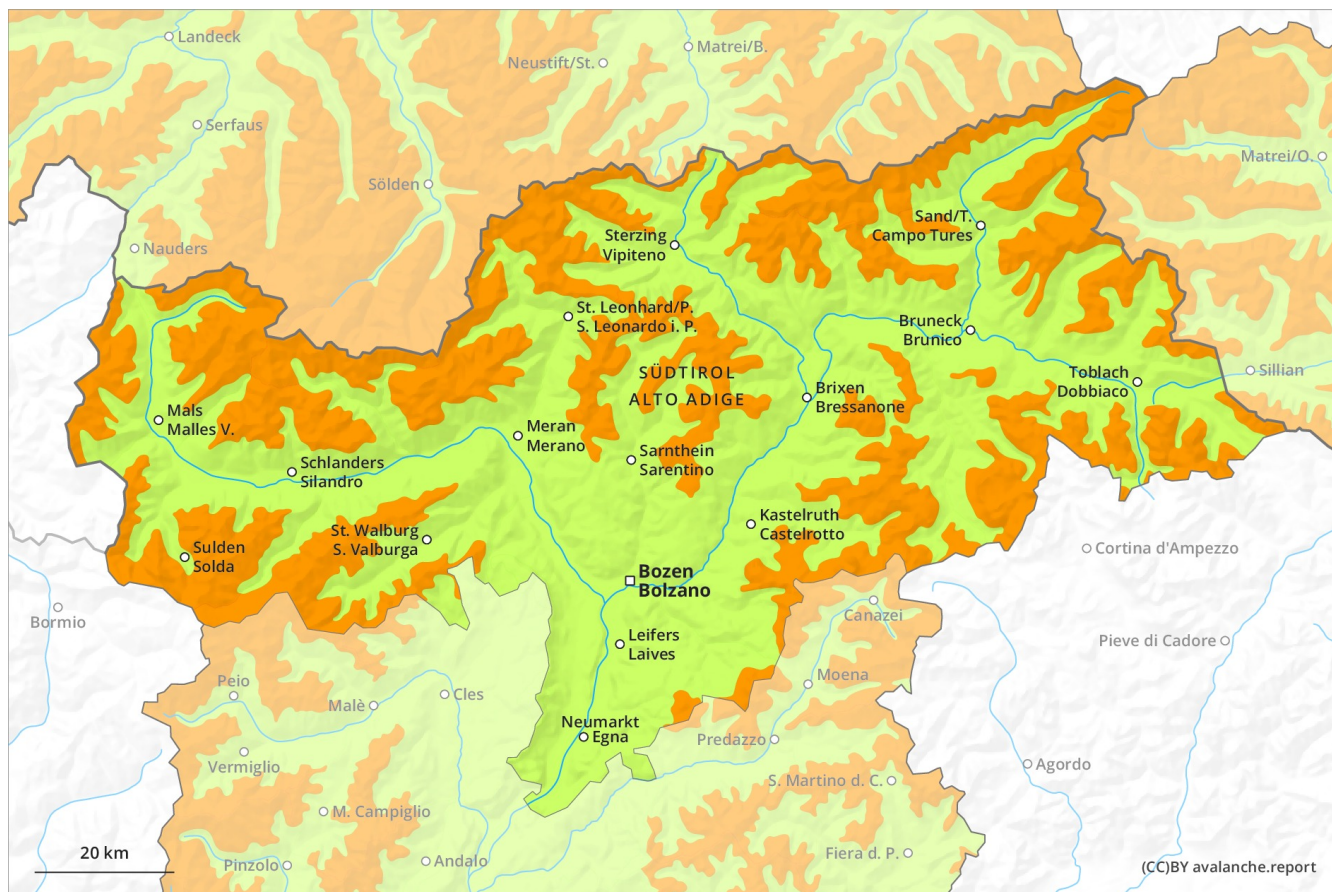 Landeck
Matrei/B.
Neustift/St.
Serfaus
Matrei/O.
Sölden
Sand/T.
Campo Tures
Sterzing
Vipiteno
Nauders
St. Leonhard/P.
S. Leonardo i. P.
Bruneck
Brunico
SÜDTIROL
ALTO ADIGE
Toblach
Dobbiaco
Sillian
Brixen
Bressanone
Mals
Malles V.
Meran
Merano
Sarnthein
Sarentino
Schlanders
Silandro
Kastelruth
Castelrotto
St. Walburg
S. Valburga
Sulden
Solda
Cortina d'Ampezzo
Bozen
Bolzano
Bormio
Canazei
Leifers
Laives
Pieve di Cadore
Peio
Moena
Malè
Cles
Neumarkt
Egna
Predazzo
Vermiglio
Agordo
S. Martino d. C.
M. Campiglio
20 km
Pinzolo
Andalo
Fiera d. P.
(CC)BY avalanche.report